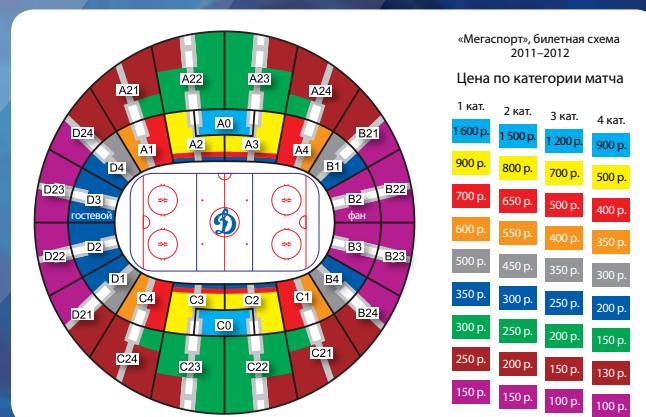 «Мегаспорт», билетная схема
2011–2012
Цена по категории матча
1 кат. 2 кат. 3 кат. 4 кат.
1 600 р. 1 500 р. 1 200 р. 900 р.
900 р. 800 р. 700 р. 500 р.
700 р. 650 р. 500 р. 400 р.
600 р. 550 р. 400 р. 350 р.
500 р. 450 р. 350 р. 300 р.
350 р. 300 р. 250 р. 200 р.
300 р. 250 р. 200 р. 150 р.
250 р. 200 р. 150 р. 130 р.
150 р. 150 р. 100 р. 100 р.
A22 A23
A21 A24
A0
D24 A1 A2 A3 A4 B21
D4 B1
D23 D3 B2 B22
гостевой Д фан
D22 D2 B3 B23
D1 B4
D21 C4 C3 C2 C1 B24
C0
C24 C21
C23 C22